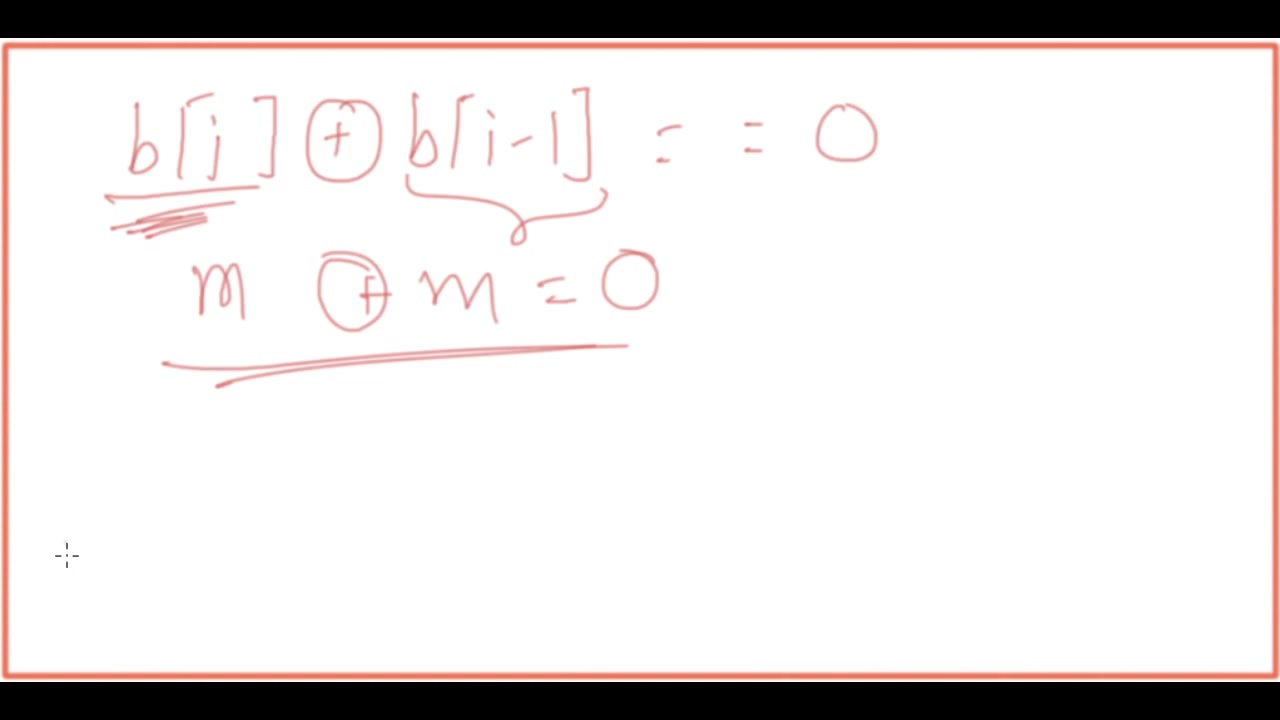 b[j] ⊕ b[i-1] = = 0
m ⊕ m = 0